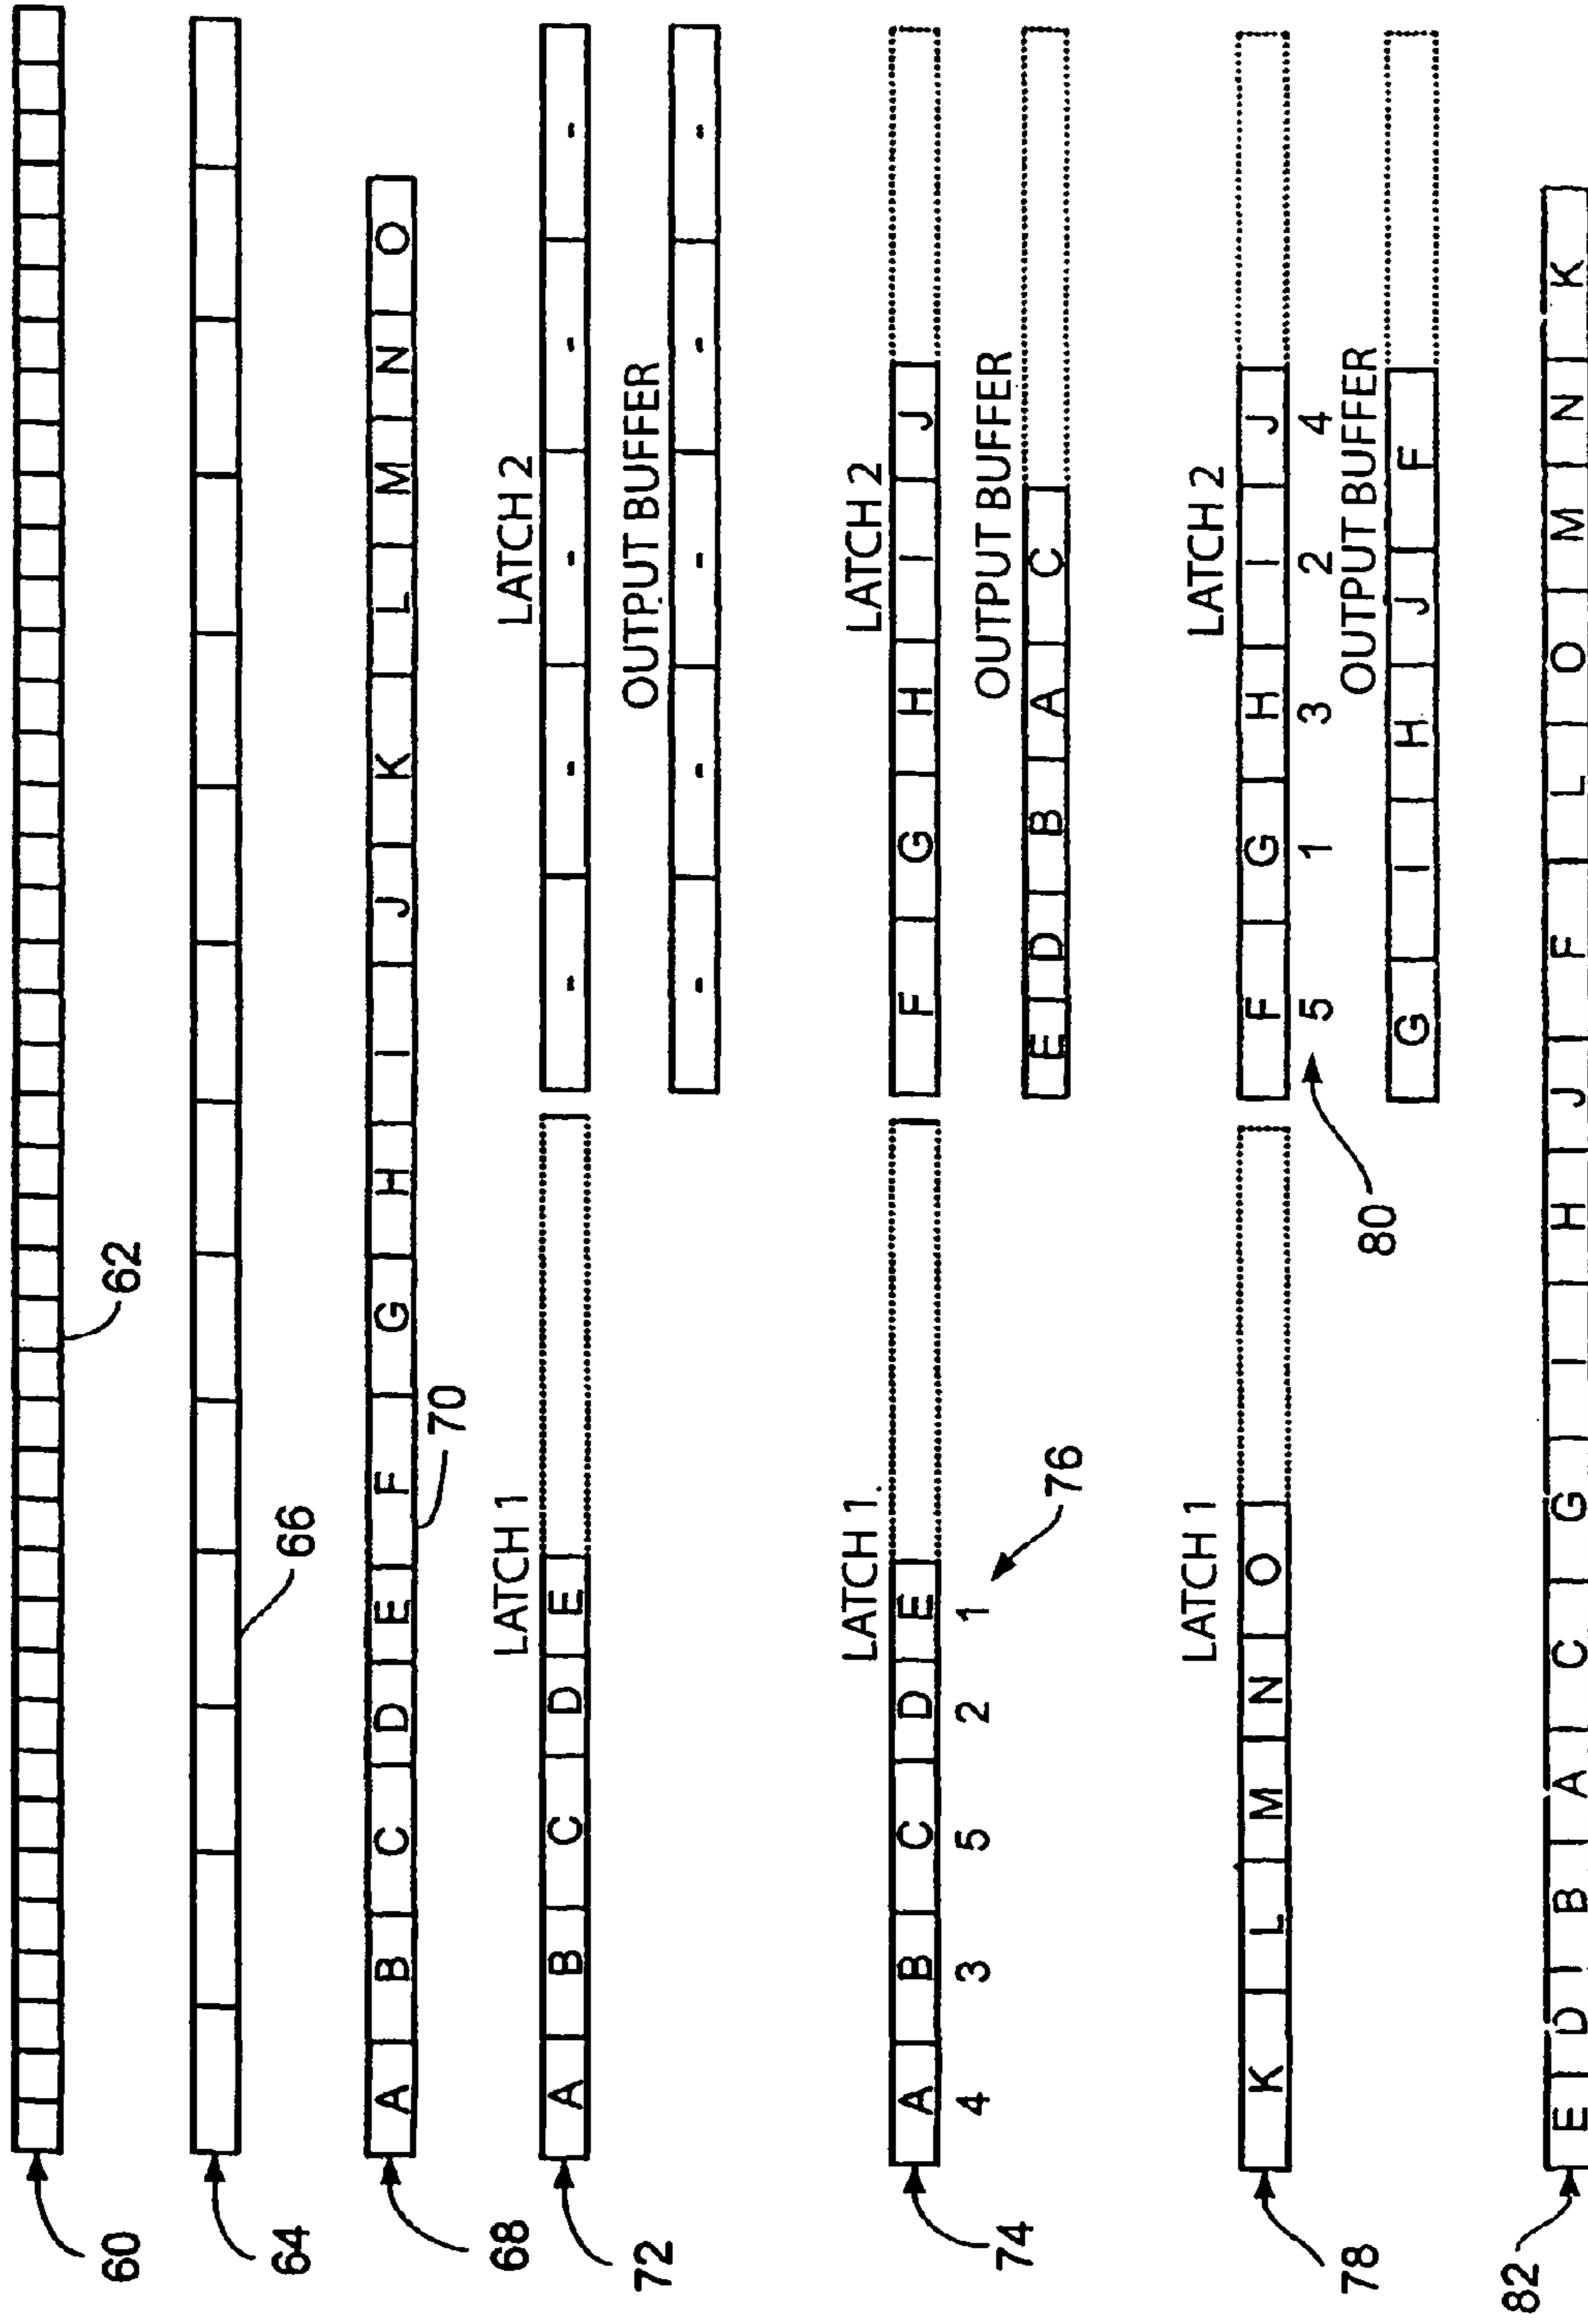 60
62
64
66
68
A B C D E F G H I J K L M N O
70
72
LATCH 1
A B C D E
LATCH 2
- - - - -
OUTPUT BUFFER
- - - - -
74
LATCH 1
A B C D E
4 3 5 2 1
76
LATCH 2
F G H I J
OUTPUT BUFFER
E D B A C
78
LATCH 1
K L M N O
LATCH 2
F G H I J
5 1 3 2 4
80
OUTPUT BUFFER
G I H J F
82
E D B A C G I H J F L O M N K